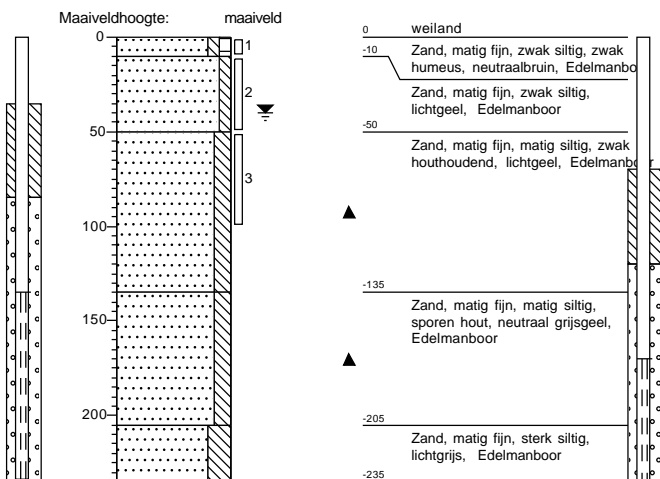 Maaiveldhoogte: maaiveld
0
50
100
150
200
1
2
3
0 weiland
-10
Zand, matig fijn, zwak siltig, zwak
humeus, neutraalbruin, Edelmanbo
Zand, matig fijn, zwak siltig,
lichtgeel, Edelmanboor
-50
Zand, matig fijn, matig siltig, zwak
houthoudend, lichtgeel, Edelmanboor
-135
Zand, matig fijn, matig siltig,
sporen hout, neutraal grijsgeel,
Edelmanboor
-205
Zand, matig fijn, sterk siltig,
lichtgrijs, Edelmanboor
-235